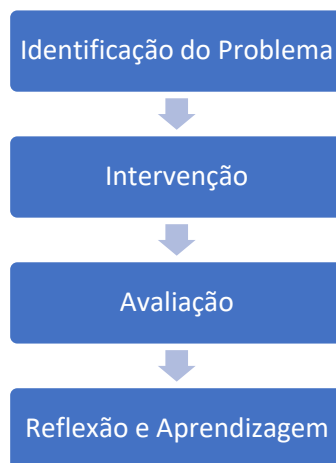 Identificação do Problema
Intervenção
Avaliação
Reflexão e Aprendizagem